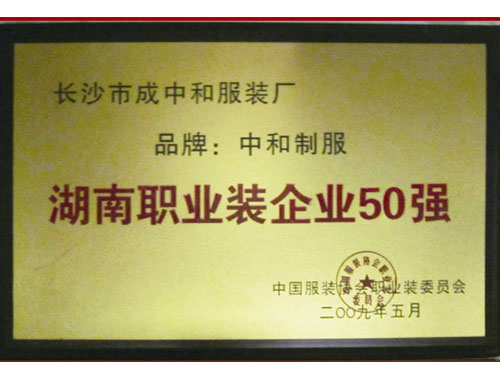 长沙市成中和服装厂
品牌：中和制服
湖南职业装企业50强
中国服装协会职业装委员会
二〇〇九年五月